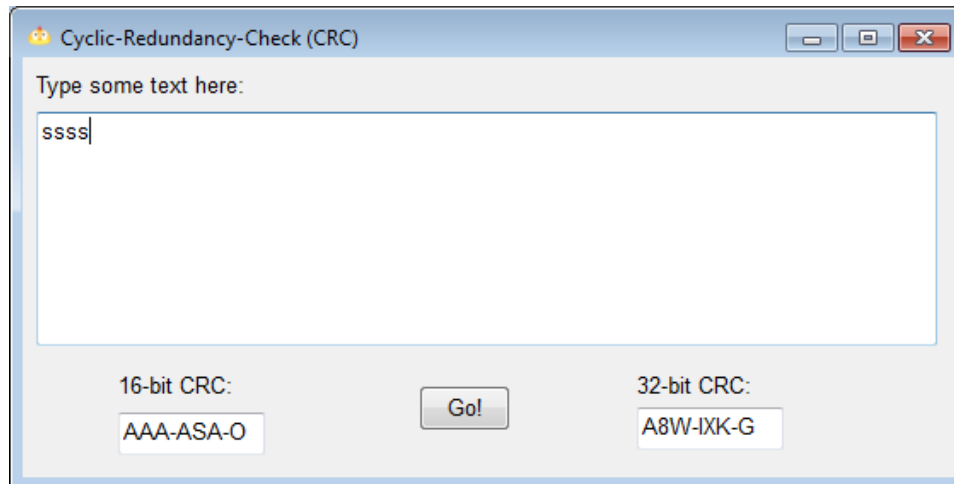 Cyclic-Redundancy-Check (CRC)
Type some text here:
ssss
16-bit CRC:
32-bit CRC:
AAA-ASA-O
Go!
A8W-IXK-G